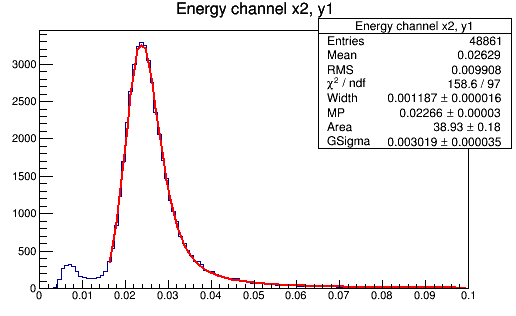 Energy channel x2, y1
Energy channel x2, y1
Entries 48861
Mean 0.02629
RMS 0.009908
χ² / ndf 158.6 / 97
Width 0.001187 ± 0.000016
MP 0.02266 ± 0.00003
Area 38.93 ± 0.18
GSigma 0.003019 ± 0.000035
3000
2500
2000
1500
1000
500
0
0 0.01 0.02 0.03 0.04 0.05 0.06 0.07 0.08 0.09 0.1